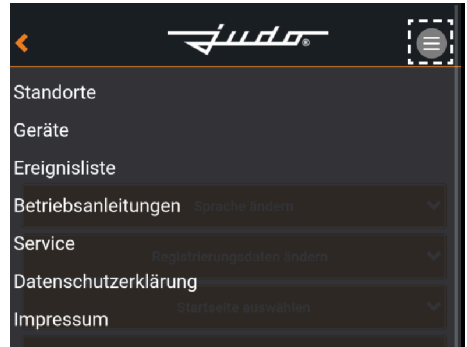 judo®
Standorte
Geräte
Ereignisliste
Betriebsanleitungen Sprache ändern
Service
Registrierungsdaten ändern
Datenschutzerklärung
Startseite auswählen
Impressum